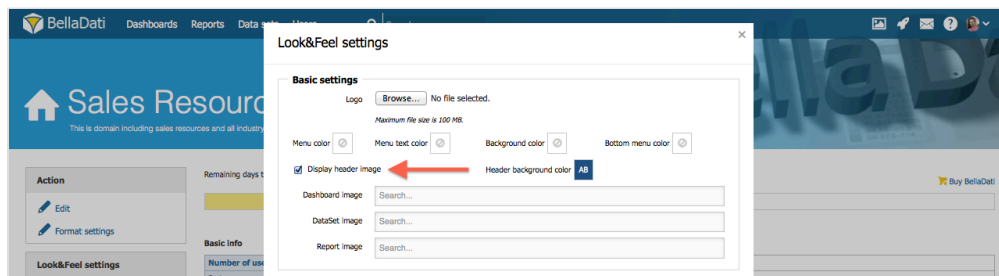 BellaDati Dashboards Reports Data
Look&Feel settings
×
Basic settings
Logo Browse... No file selected.
Maximum file size is 100 MB.
Menu color Menu text color Background color Bottom menu color
Display header image Header background color AB
Dashboard image Search...
DataSet image Search...
Report image Search...
Sales Resourc
This is domain including sales resources and all industry
Action
Edit
Format settings
Look&Feel settings
Remaining days t
Buy BellaDati
Basic info
Number of use